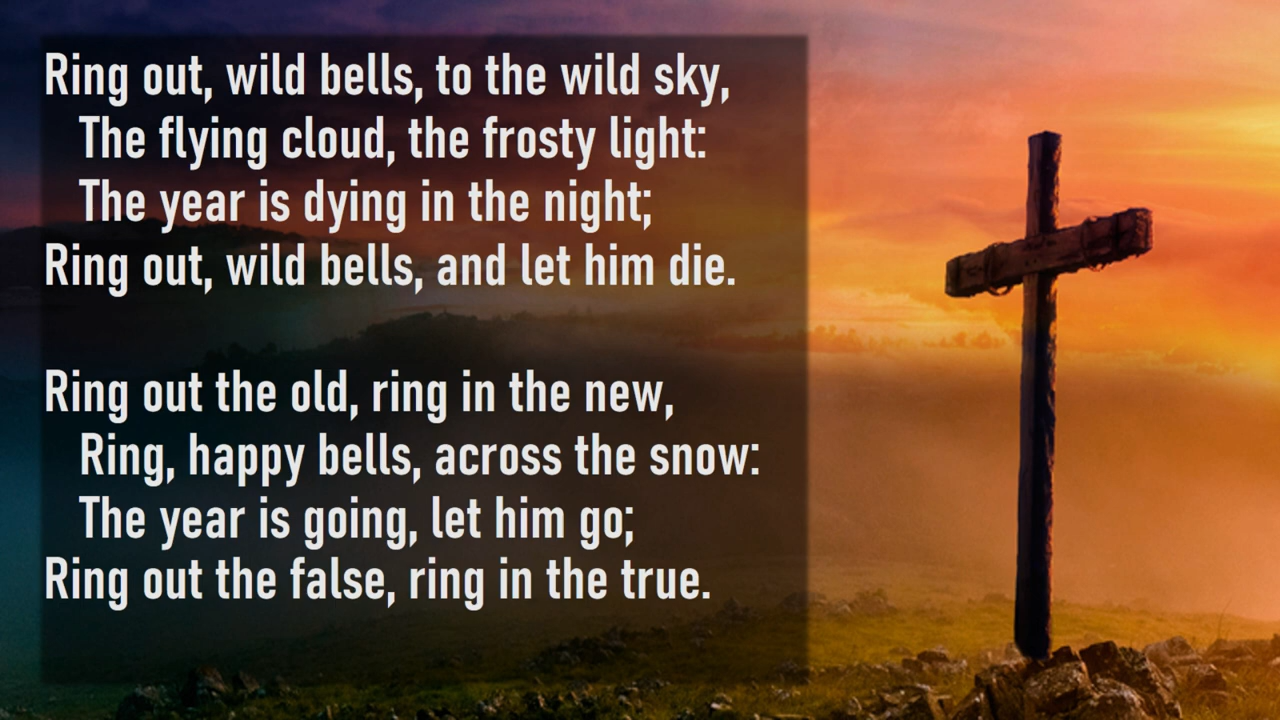 Ring out, wild bells, to the wild sky,
The flying cloud, the frosty light:
The year is dying in the night;
Ring out, wild bells, and let him die.
Ring out the old, ring in the new,
Ring, happy bells, across the snow:
The year is going, let him go;
Ring out the false, ring in the true.